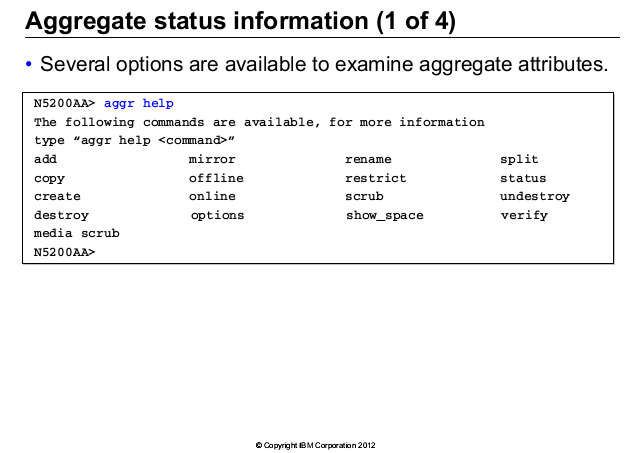 Aggregate status information (1 of 4)
• Several options are available to examine aggregate attributes.
N5200AA> aggr help
The following commands are available, for more information
type “aggr help <command>”
add mirror rename split
copy offline restrict status
create online scrub undestroy
destroy options show_space verify
media scrub
N5200AA>
© Copyright IBM Corporation 2012